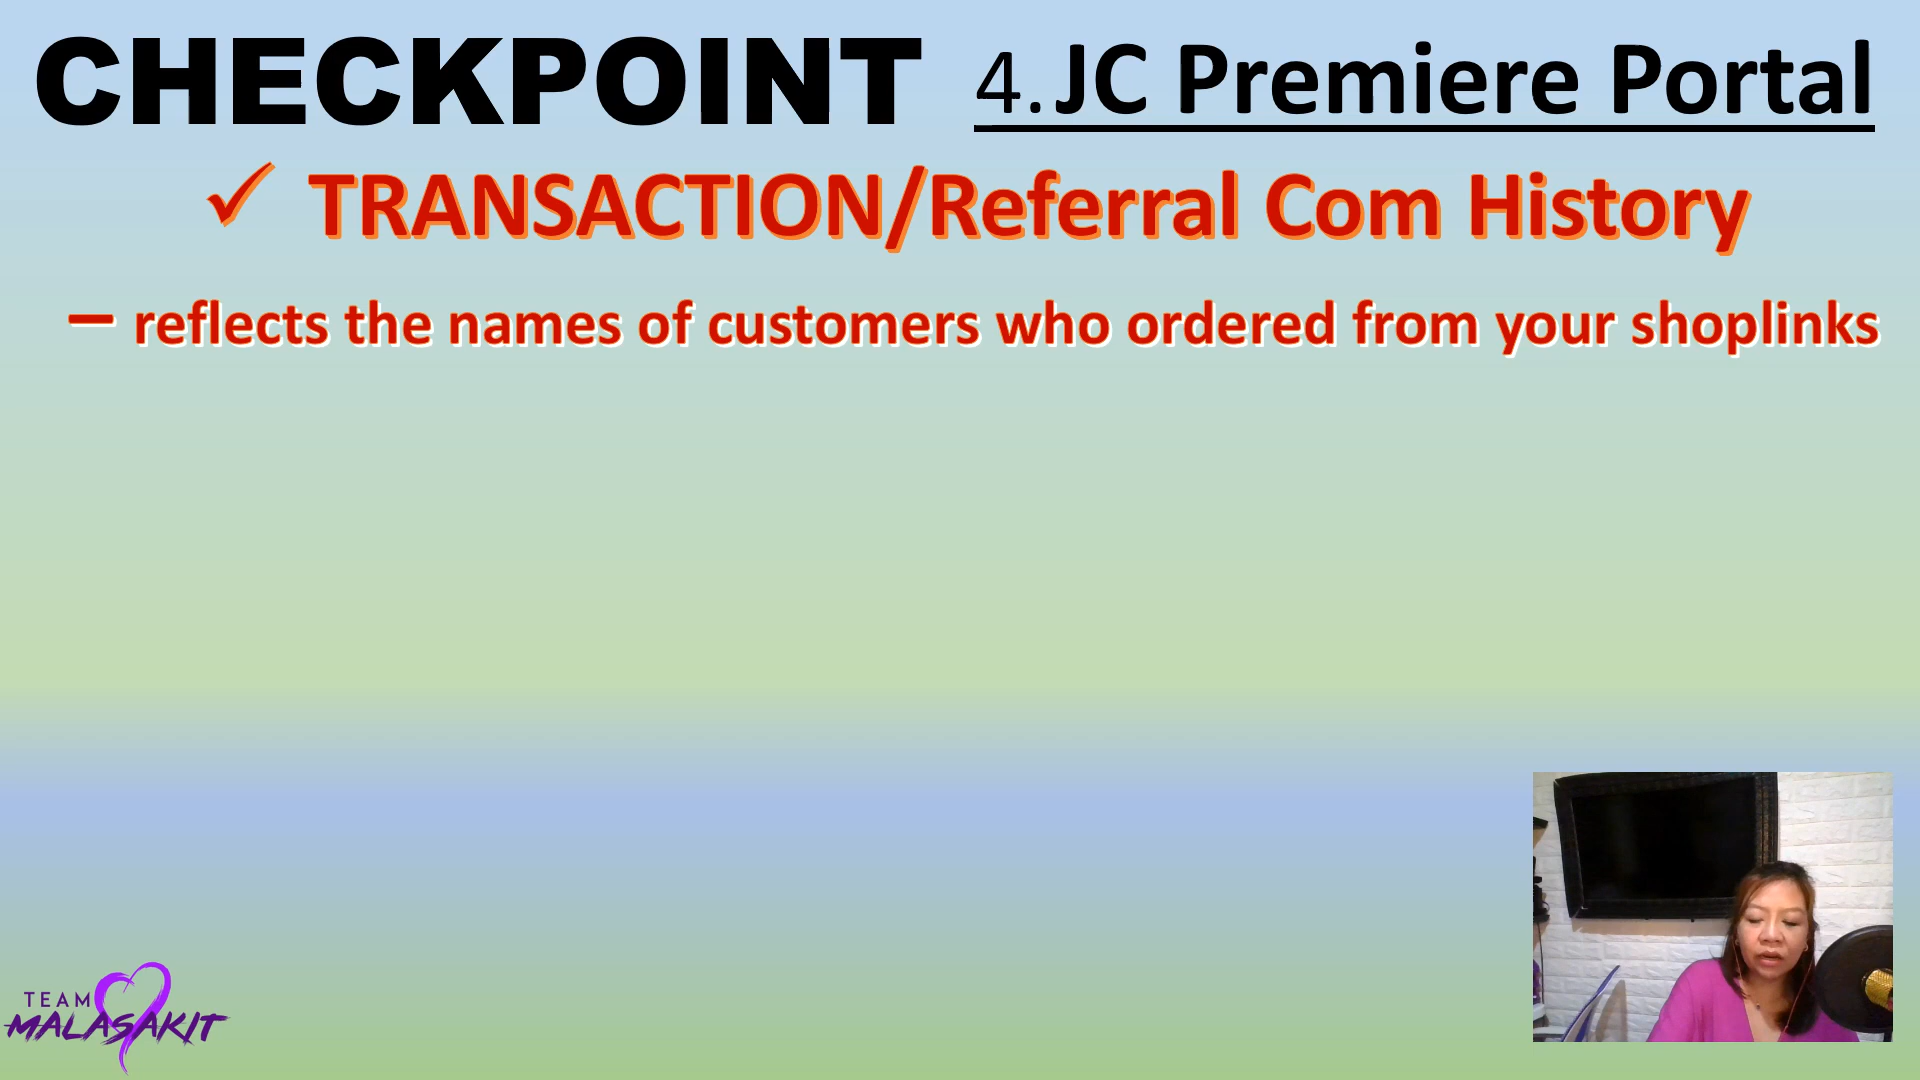 CHECKPOINT 4. JC Premiere Portal
✓ TRANSACTION/Referral Com History
– reflects the names of customers who ordered from your shoplinks
TEAM
MALASAKIT